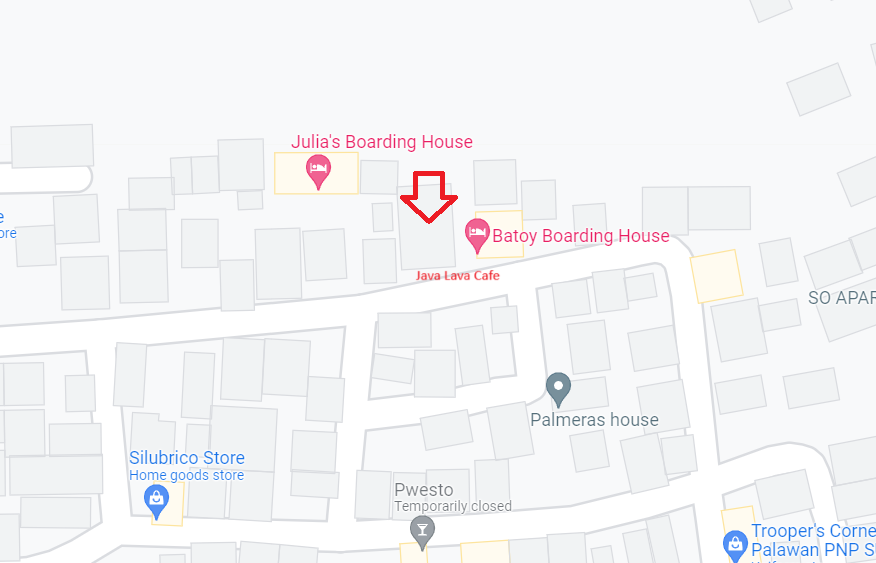 Julia's Boarding House
e
ore
Batoy Boarding House
Java Lava Cafe
SO APAR
Palmeras house
Silubrico Store
Home goods store
Pwesto
Temporarily closed
Trooper's Corne
Palawan PNP S